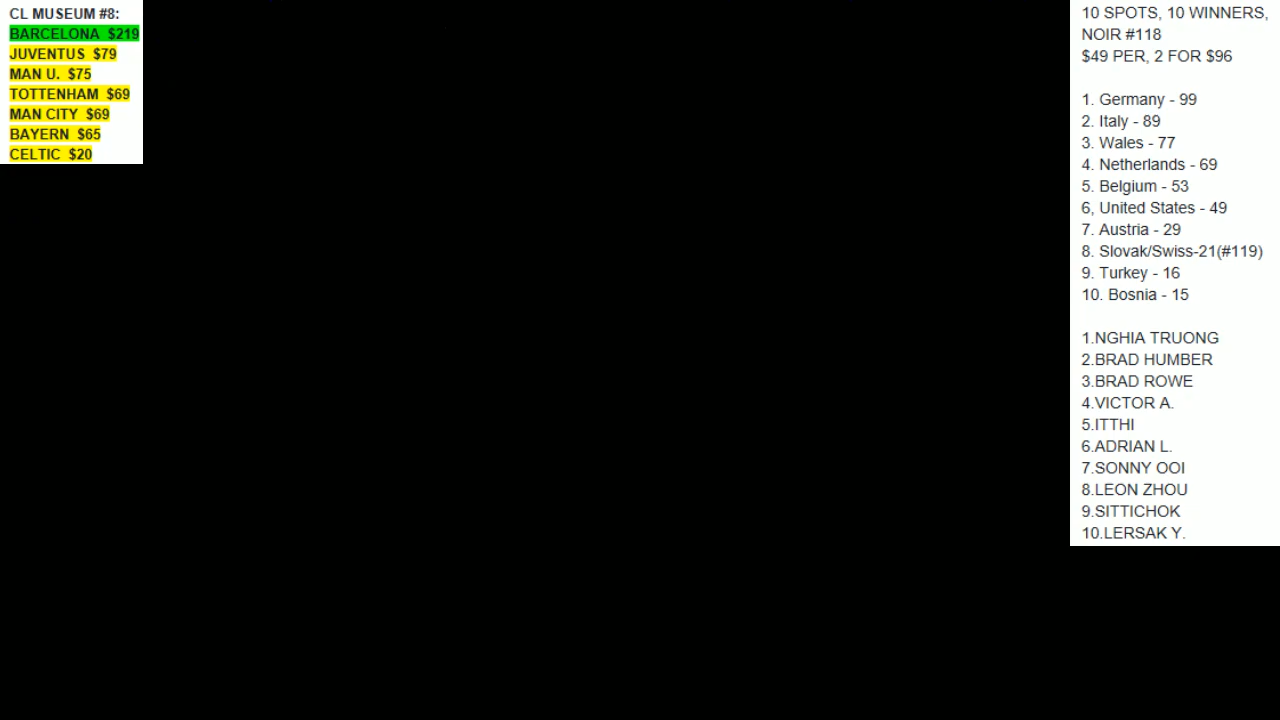 CL MUSEUM #8:
BARCELONA $219
JUVENTUS $79
MAN U. $75
TOTTENHAM $69
MAN CITY $69
BAYERN $65
CELTIC $20
10 SPOTS, 10 WINNERS,
NOIR #118
$49 PER, 2 FOR $96
1. Germany - 99
2. Italy - 89
3. Wales - 77
4. Netherlands - 69
5. Belgium - 53
6, United States - 49
7. Austria - 29
8. Slovak/Swiss-21(#119)
9. Turkey - 16
10. Bosnia - 15
1.NGHIA TRUONG
2.BRAD HUMBER
3.BRAD ROWE
4.VICTOR A.
5.ITTHI
6.ADRIAN L.
7.SONNY OOI
8.LEON ZHOU
9.SITTICHOK
10.LERSAK Y.